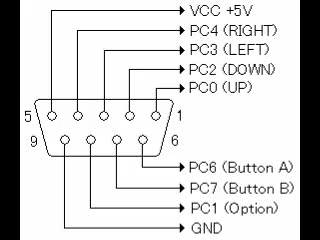 VCC +5V
PC4 (RIGHT)
PC3 (LEFT)
PC2 (DOWN)
PC0 (UP)
5 1
9 6
PC6 (Button A)
PC7 (Button B)
PC1 (Option)
GND